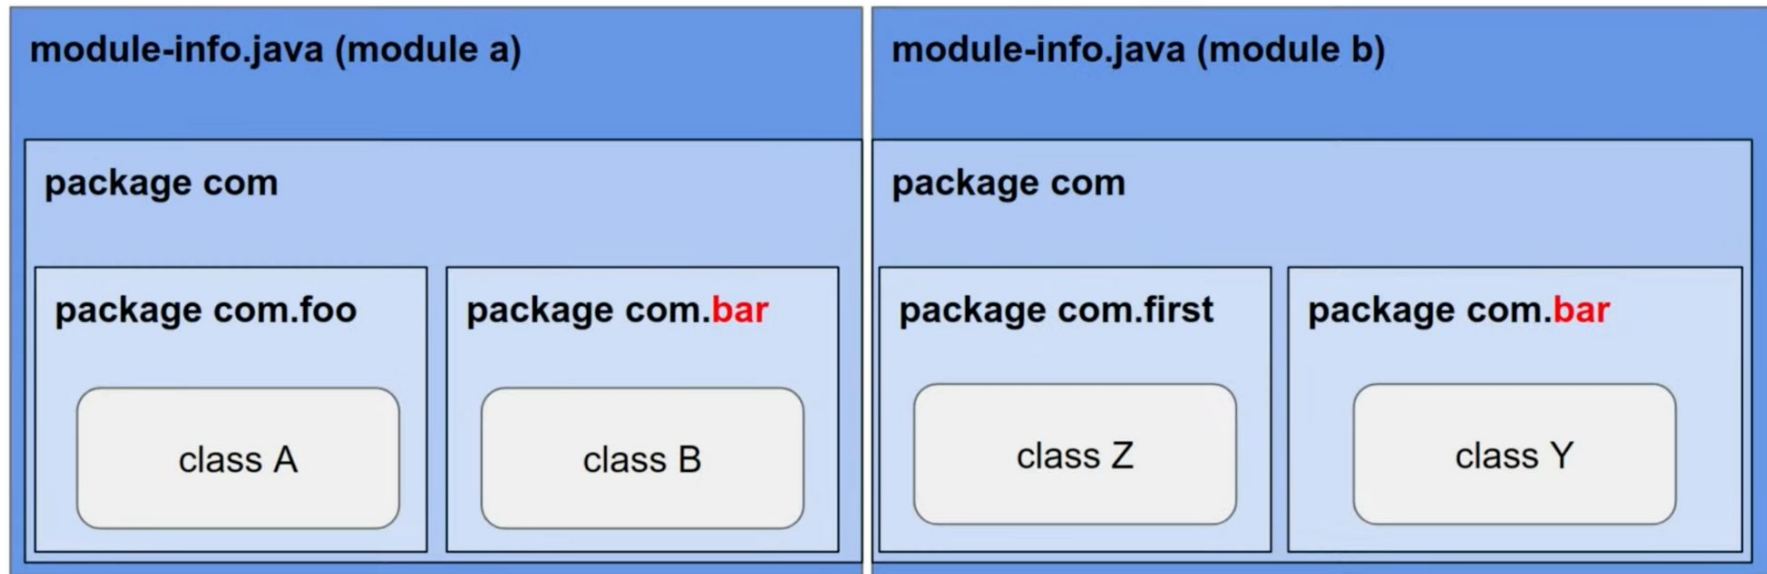 module-info.java (module a)
package com
package com.foo
class A
package com.bar
class B
module-info.java (module b)
package com
package com.first
class Z
package com.bar
class Y